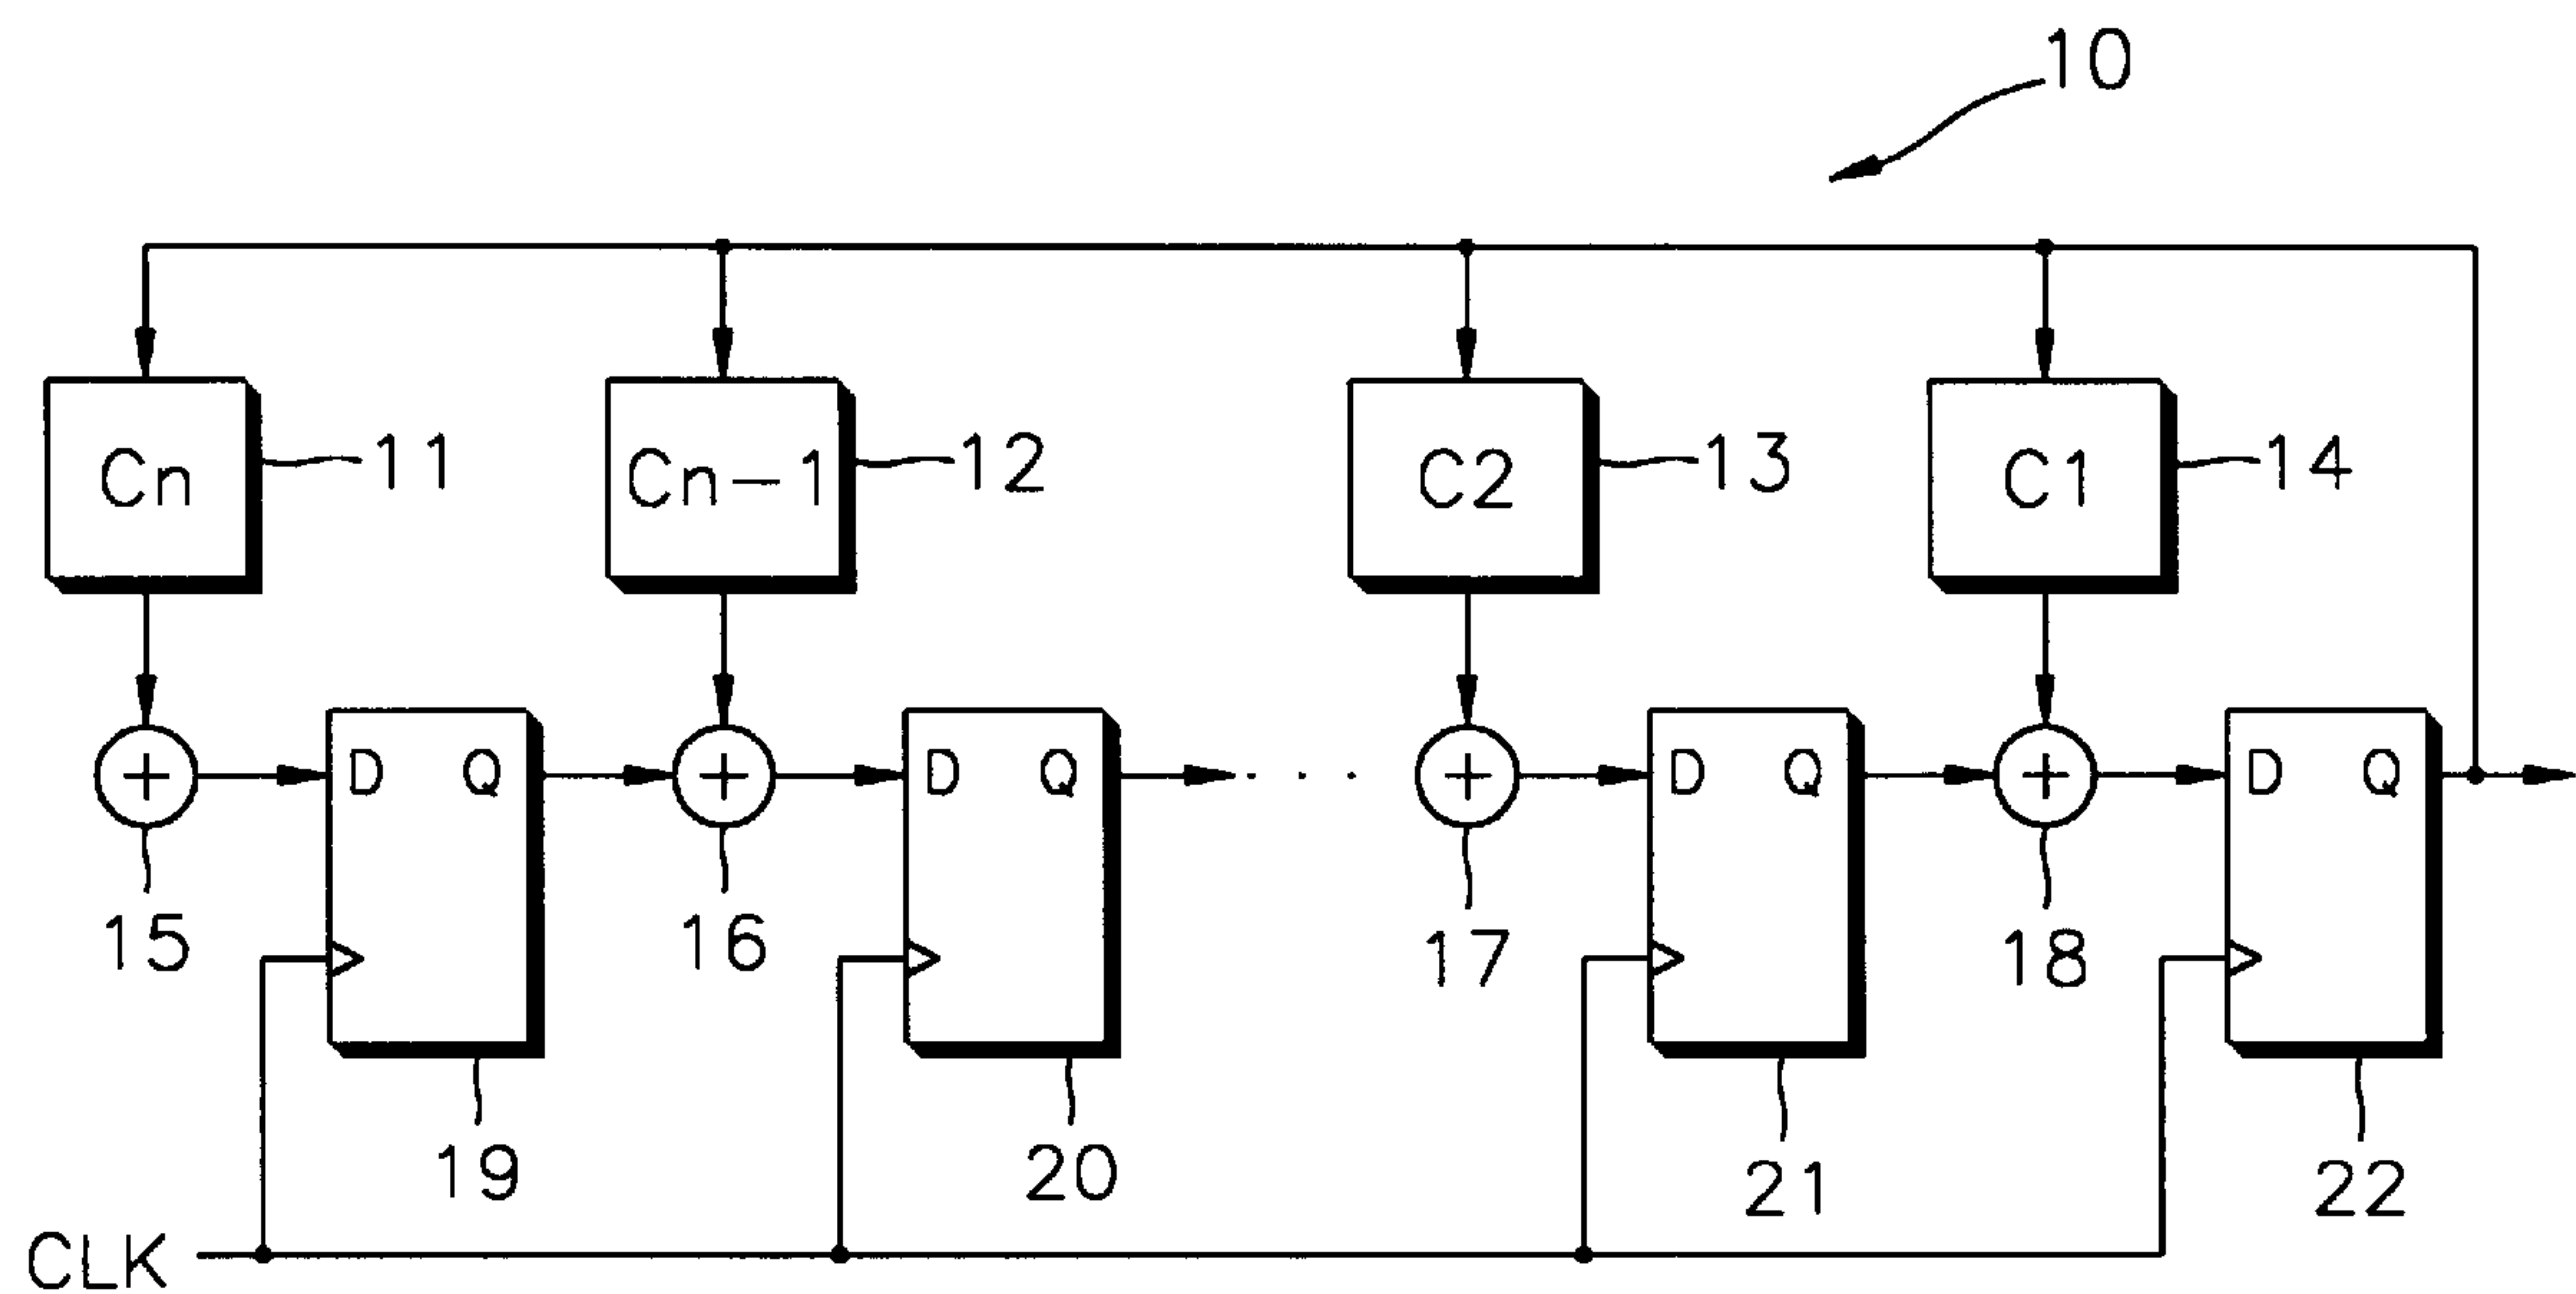 10
Cn 11 Cn-1 12 C2 13 C1 14
+ D Q + D Q . . . + D Q + D Q
15 16 17 18
19 20 21 22
CLK